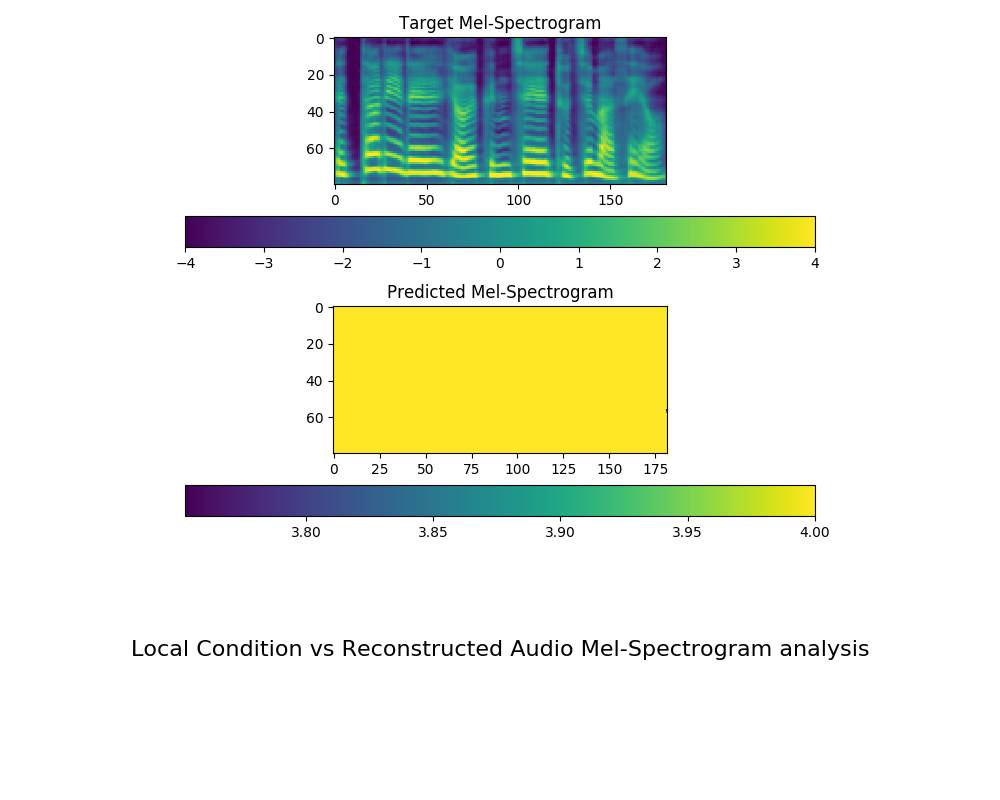 Target Mel-Spectrogram
0
20
40
60
0 50 100 150
−4 −3 −2 −1 0 1 2 3 4
Predicted Mel-Spectrogram
0
20
40
60
0 25 50 75 100 125 150 175
3.80 3.85 3.90 3.95 4.00
Local Condition vs Reconstructed Audio Mel-Spectrogram analysis